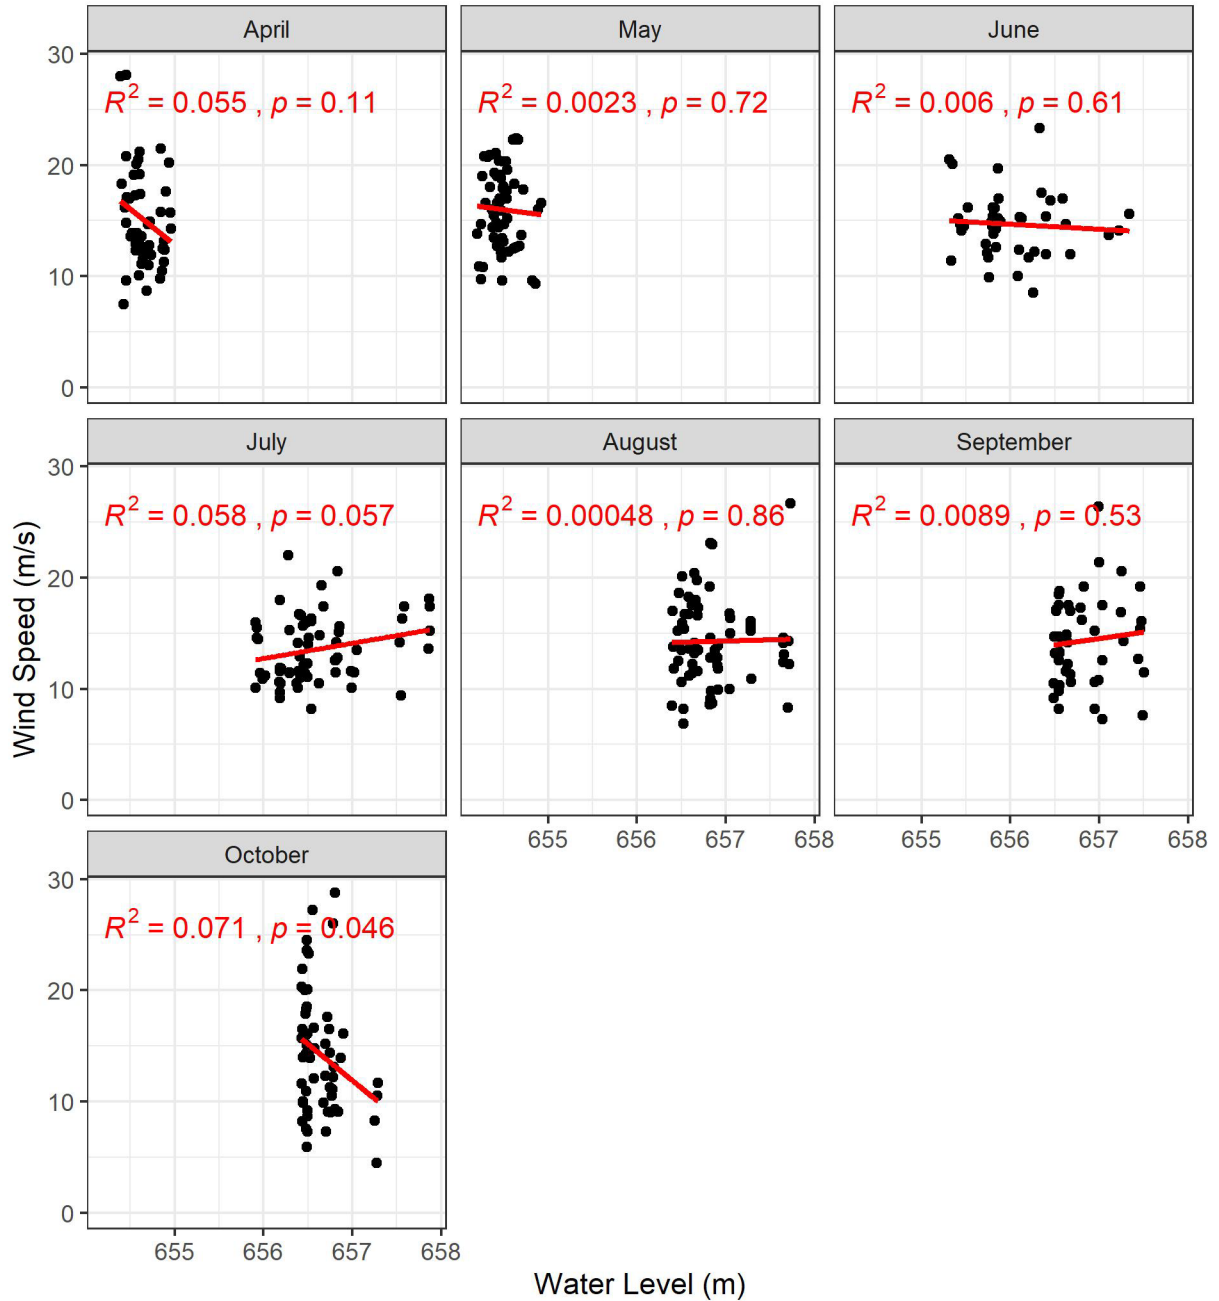 April May June
30
R2 = 0.055 , p = 0.11 R2 = 0.0023 , p = 0.72 R2 = 0.006 , p = 0.61
20
10
0
July August September
30
R2 = 0.058 , p = 0.057 R2 = 0.00048 , p = 0.86 R2 = 0.0089 , p = 0.53
20
Wind Speed (m/s)
10
0
655 656 657 658 655 656 657 658
October
30
R2 = 0.071 , p = 0.046
20
10
0
655 656 657 658
Water Level (m)